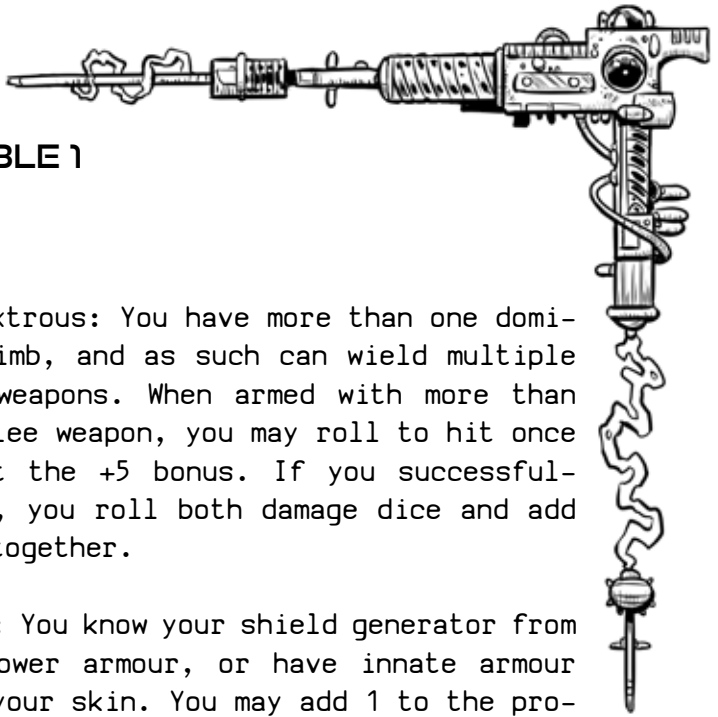 BLE 1
xtrous: You have more than one domi-
imb, and as such can wield multiple
weapons. When armed with more than
lee weapon, you may roll to hit once
t the +5 bonus. If you successful-
, you roll both damage dice and add
together.
: You know your shield generator from
ower armour, or have innate armour
your skin. You may add 1 to the pro-